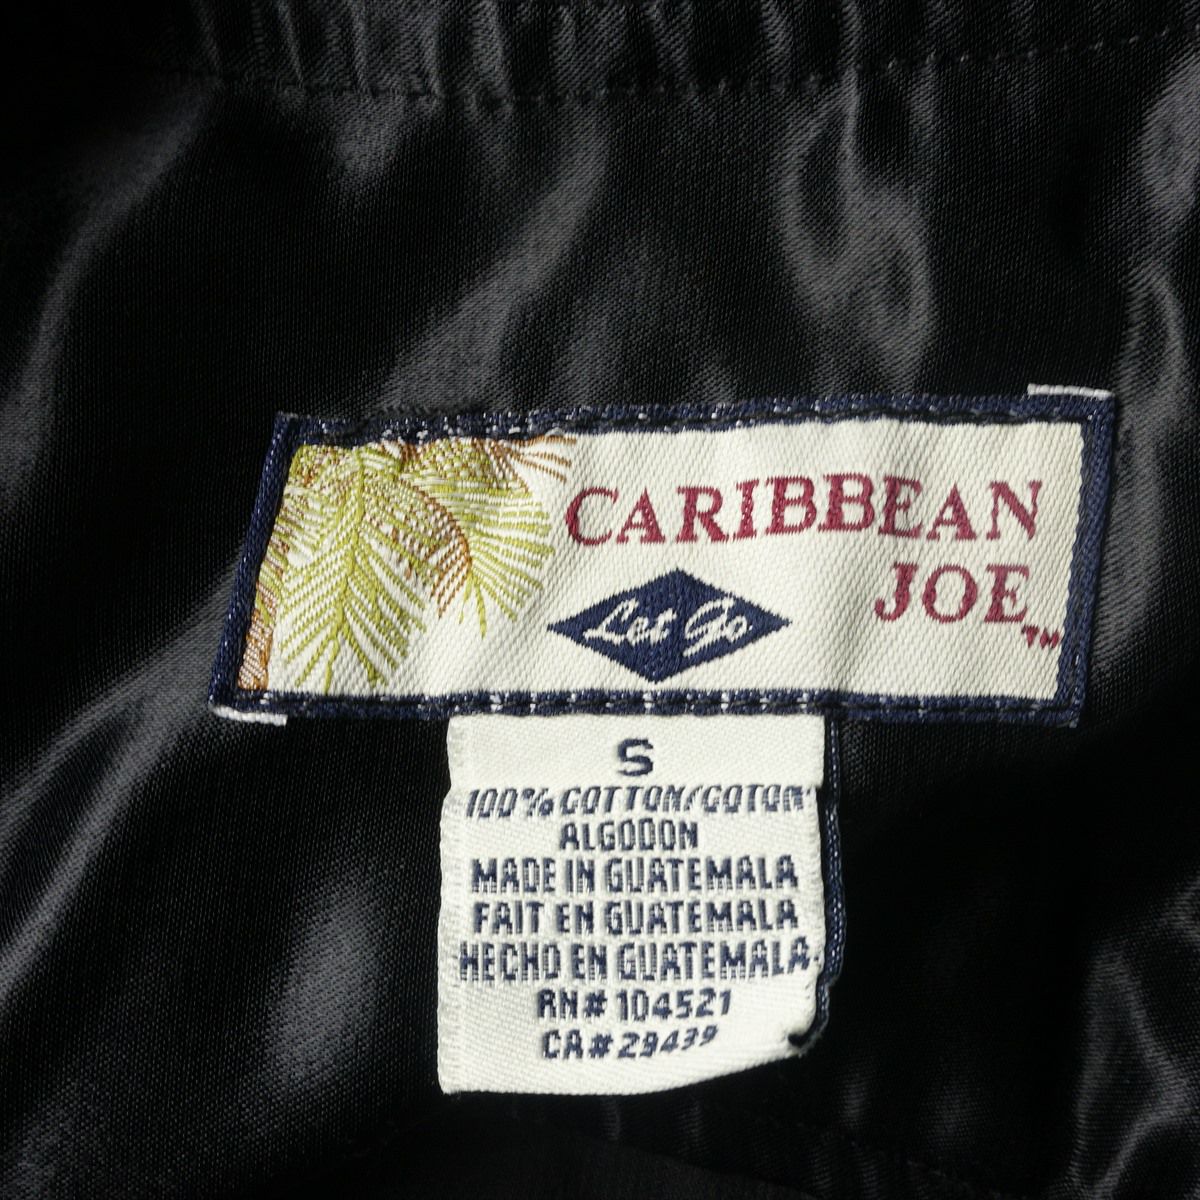 CARIBBEAN
JOE™
Let Go
S
100% COTTON/COTON
ALGODON
MADE IN GUATEMALA
FAIT EN GUATEMALA
HECHO EN GUATEMALA
RN# 104521
CA# 29439